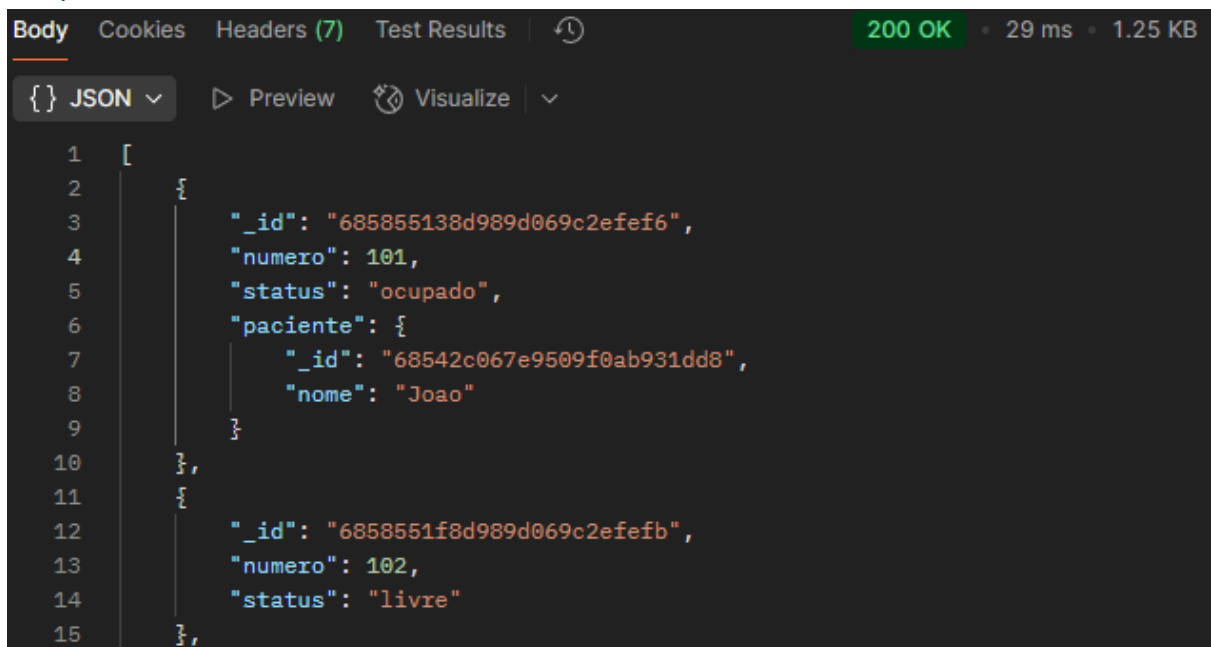 Body Cookies Headers (7) Test Results 200 OK • 29 ms • 1.25 KB
{} JSON Preview Visualize
1 [
2 {
3 "_id": "685855138d989d069c2efef6",
4 "numero": 101,
5 "status": "ocupado",
6 "paciente": {
7 "_id": "68542c067e9509f0ab931dd8",
8 "nome": "Joao"
9 }
10 },
11 {
12 "_id": "6858551f8d989d069c2efefb",
13 "numero": 102,
14 "status": "livre"
15 },